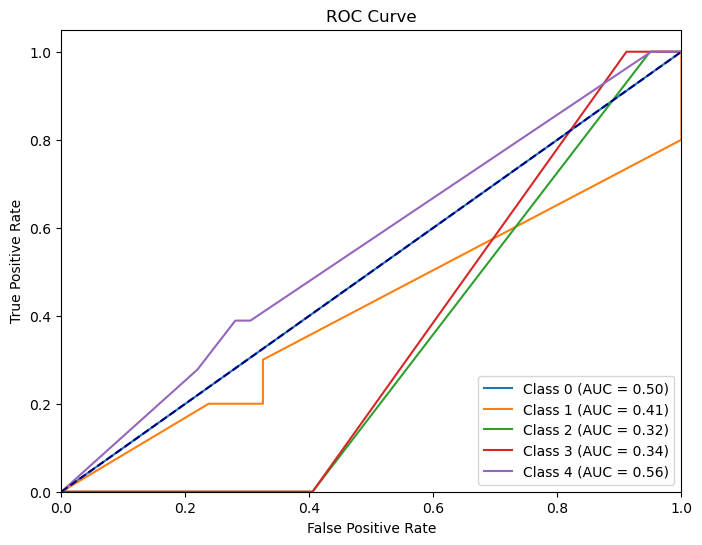 ROC Curve
True Positive Rate
1.0
0.8
0.6
0.4
0.2
0.0
0.0 0.2 0.4 0.6 0.8 1.0
False Positive Rate
Class 0 (AUC = 0.50)
Class 1 (AUC = 0.41)
Class 2 (AUC = 0.32)
Class 3 (AUC = 0.34)
Class 4 (AUC = 0.56)